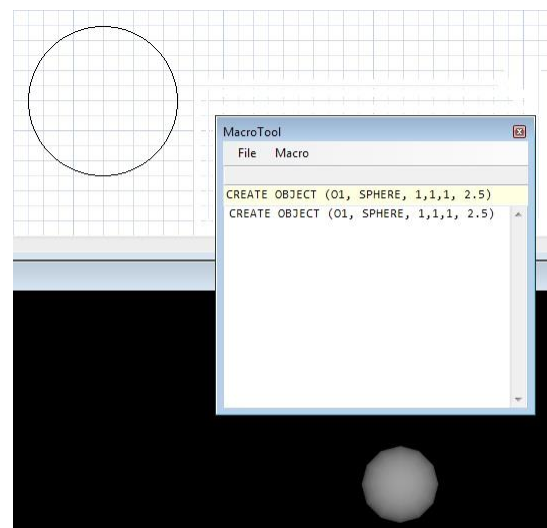 MacroTool
File Macro
CREATE OBJECT (O1, SPHERE, 1,1,1, 2.5)
CREATE OBJECT (O1, SPHERE, 1,1,1, 2.5)